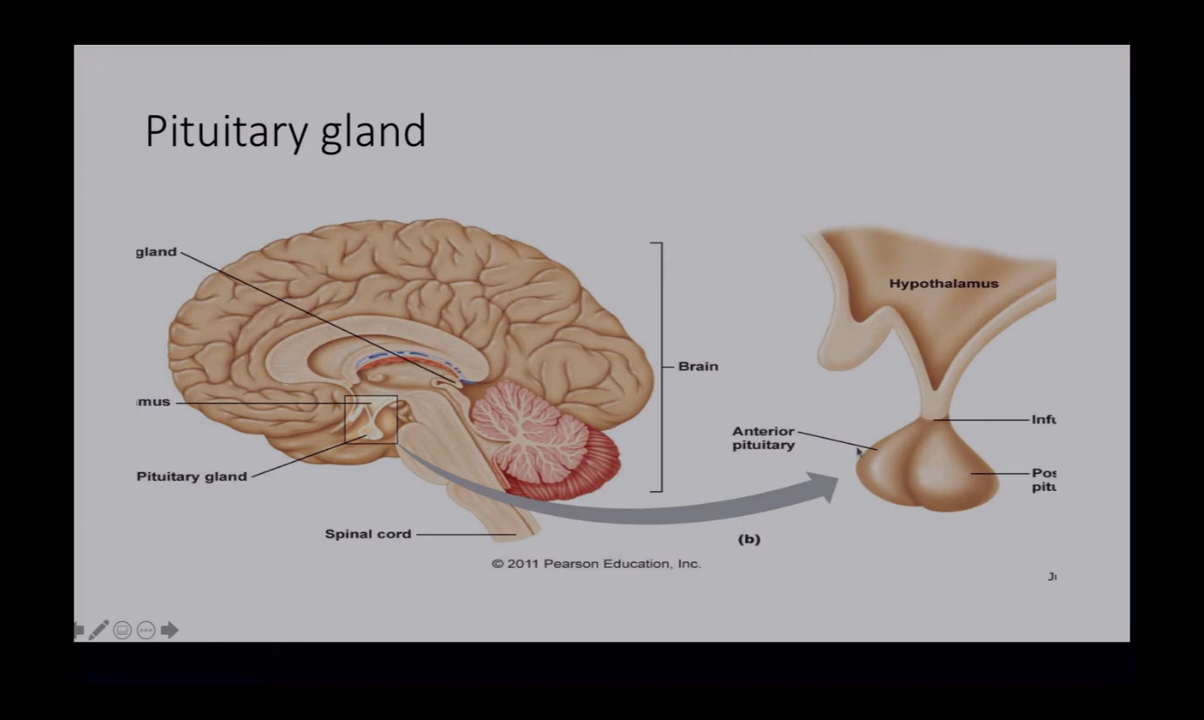 Pituitary gland
gland
mus
Pituitary gland
Spinal cord
Brain
Hypothalamus
Anterior
pituitary
Infu
Pos
pitu
(b)
© 2011 Pearson Education, Inc.